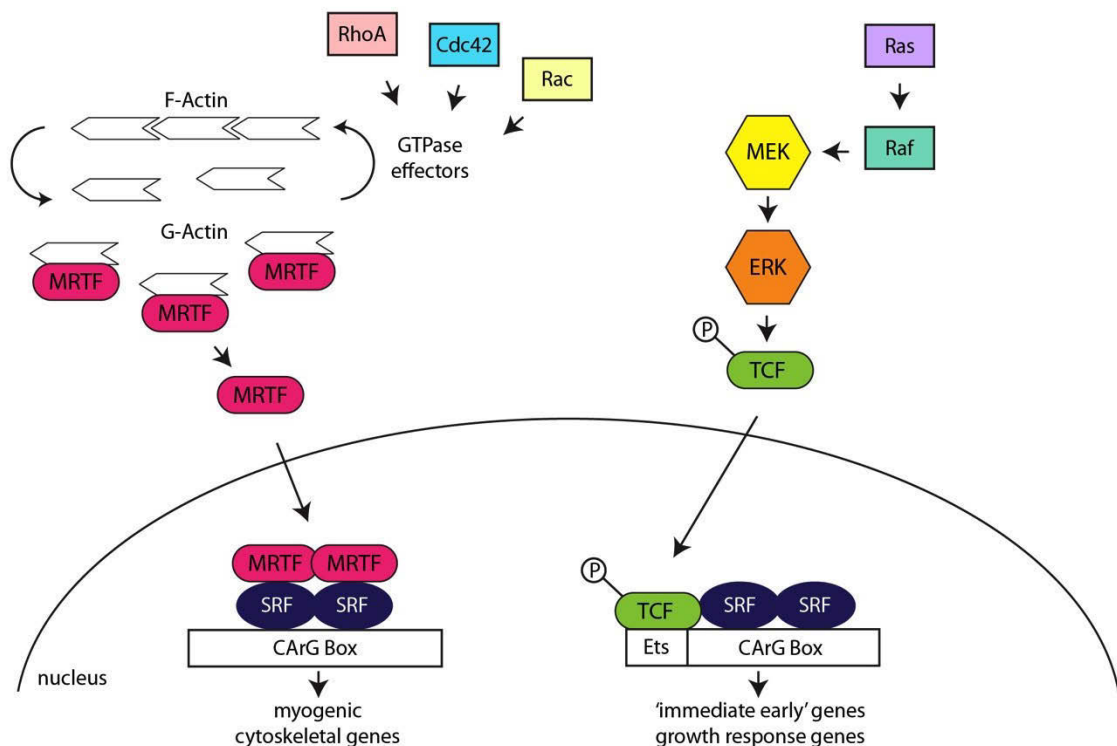 RhoA
Cdc42
Rac
Ras
F-Actin
GTPase
effectors
MEK
Raf
G-Actin
MRTF
MRTF
MRTF
ERK
P
TCF
MRTF
MRTF
MRTF
SRF
SRF
CArG Box
P
TCF
SRF
SRF
Ets
CArG Box
nucleus
myogenic
cytoskeletal genes
'immediate early' genes
growth response genes